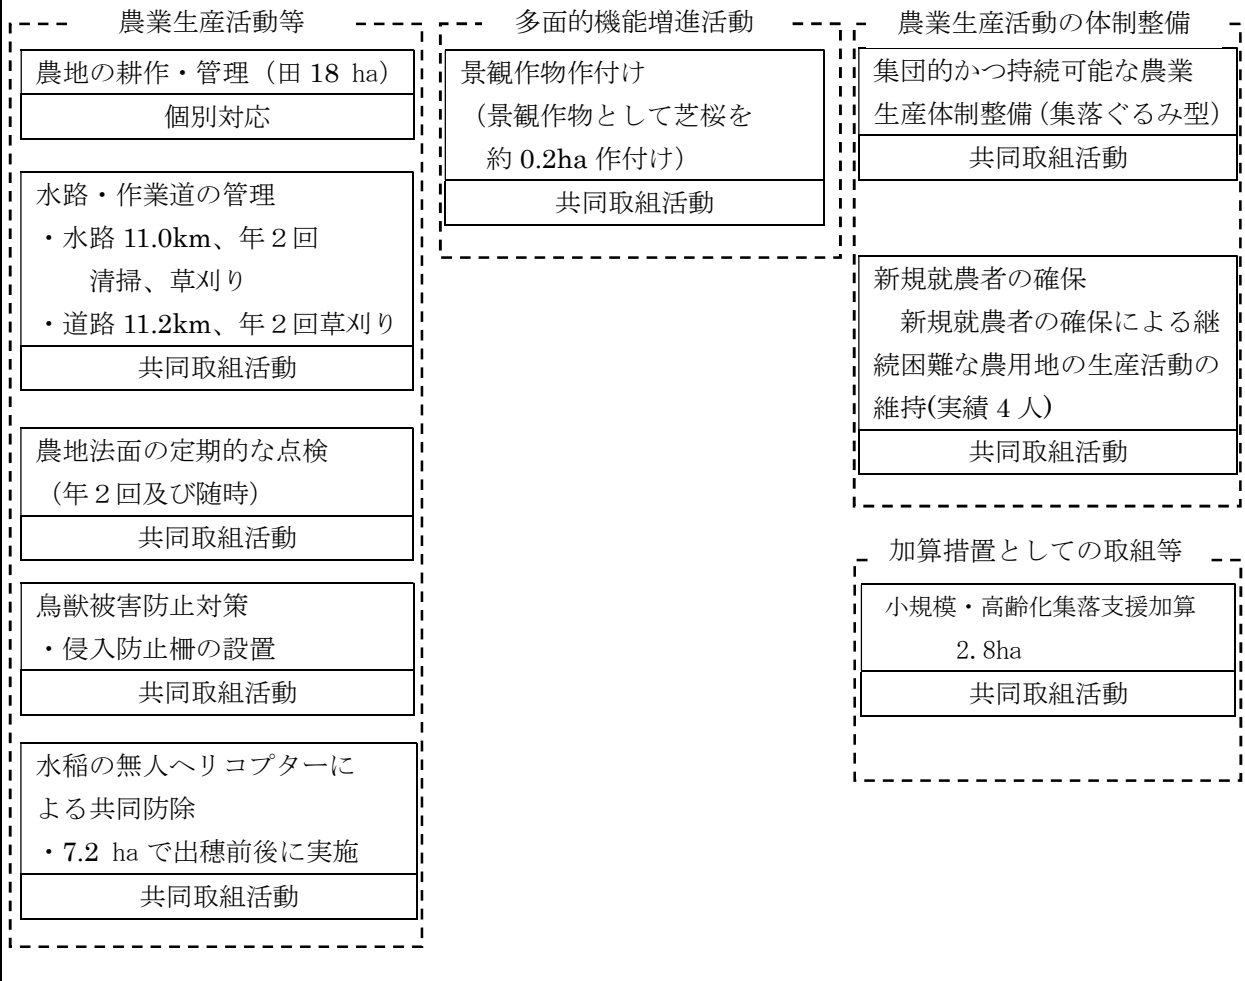 農業生産活動等
農地の耕作・管理（田 18 ha）
個別対応
水路・作業道の管理
・水路 11.0km、年２回
清掃、草刈り
・道路 11.2km、年２回草刈り
共同取組活動
農地法面の定期的な点検
（年２回及び随時）
共同取組活動
鳥獣被害防止対策
・侵入防止柵の設置
共同取組活動
水稲の無人ヘリコプターに
よる共同防除
・7.2 ha で出穂前後に実施
共同取組活動
多面的機能増進活動
景観作物作付け
（景観作物として芝桜を
約 0.2ha 作付け）
共同取組活動
農業生産活動の体制整備
集団的かつ持続可能な農業
生産体制整備（集落ぐるみ型）
共同取組活動
新規就農者の確保
新規就農者の確保による継
続困難な農用地の生産活動の
維持(実績 4 人)
共同取組活動
加算措置としての取組等
小規模・高齢化集落支援加算
2.8ha
共同取組活動